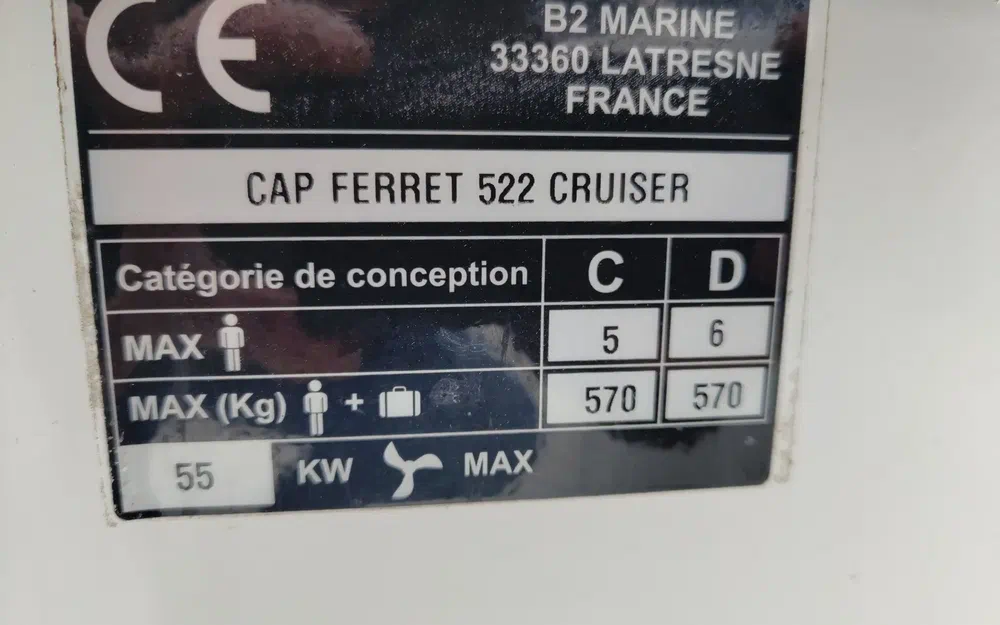 CE
B2 MARINE
33360 LATRESNE
FRANCE
CAP FERRET 522 CRUISER
Catégorie de conception C D
MAX 5 6
MAX (Kg) + 570 570
55 KW MAX